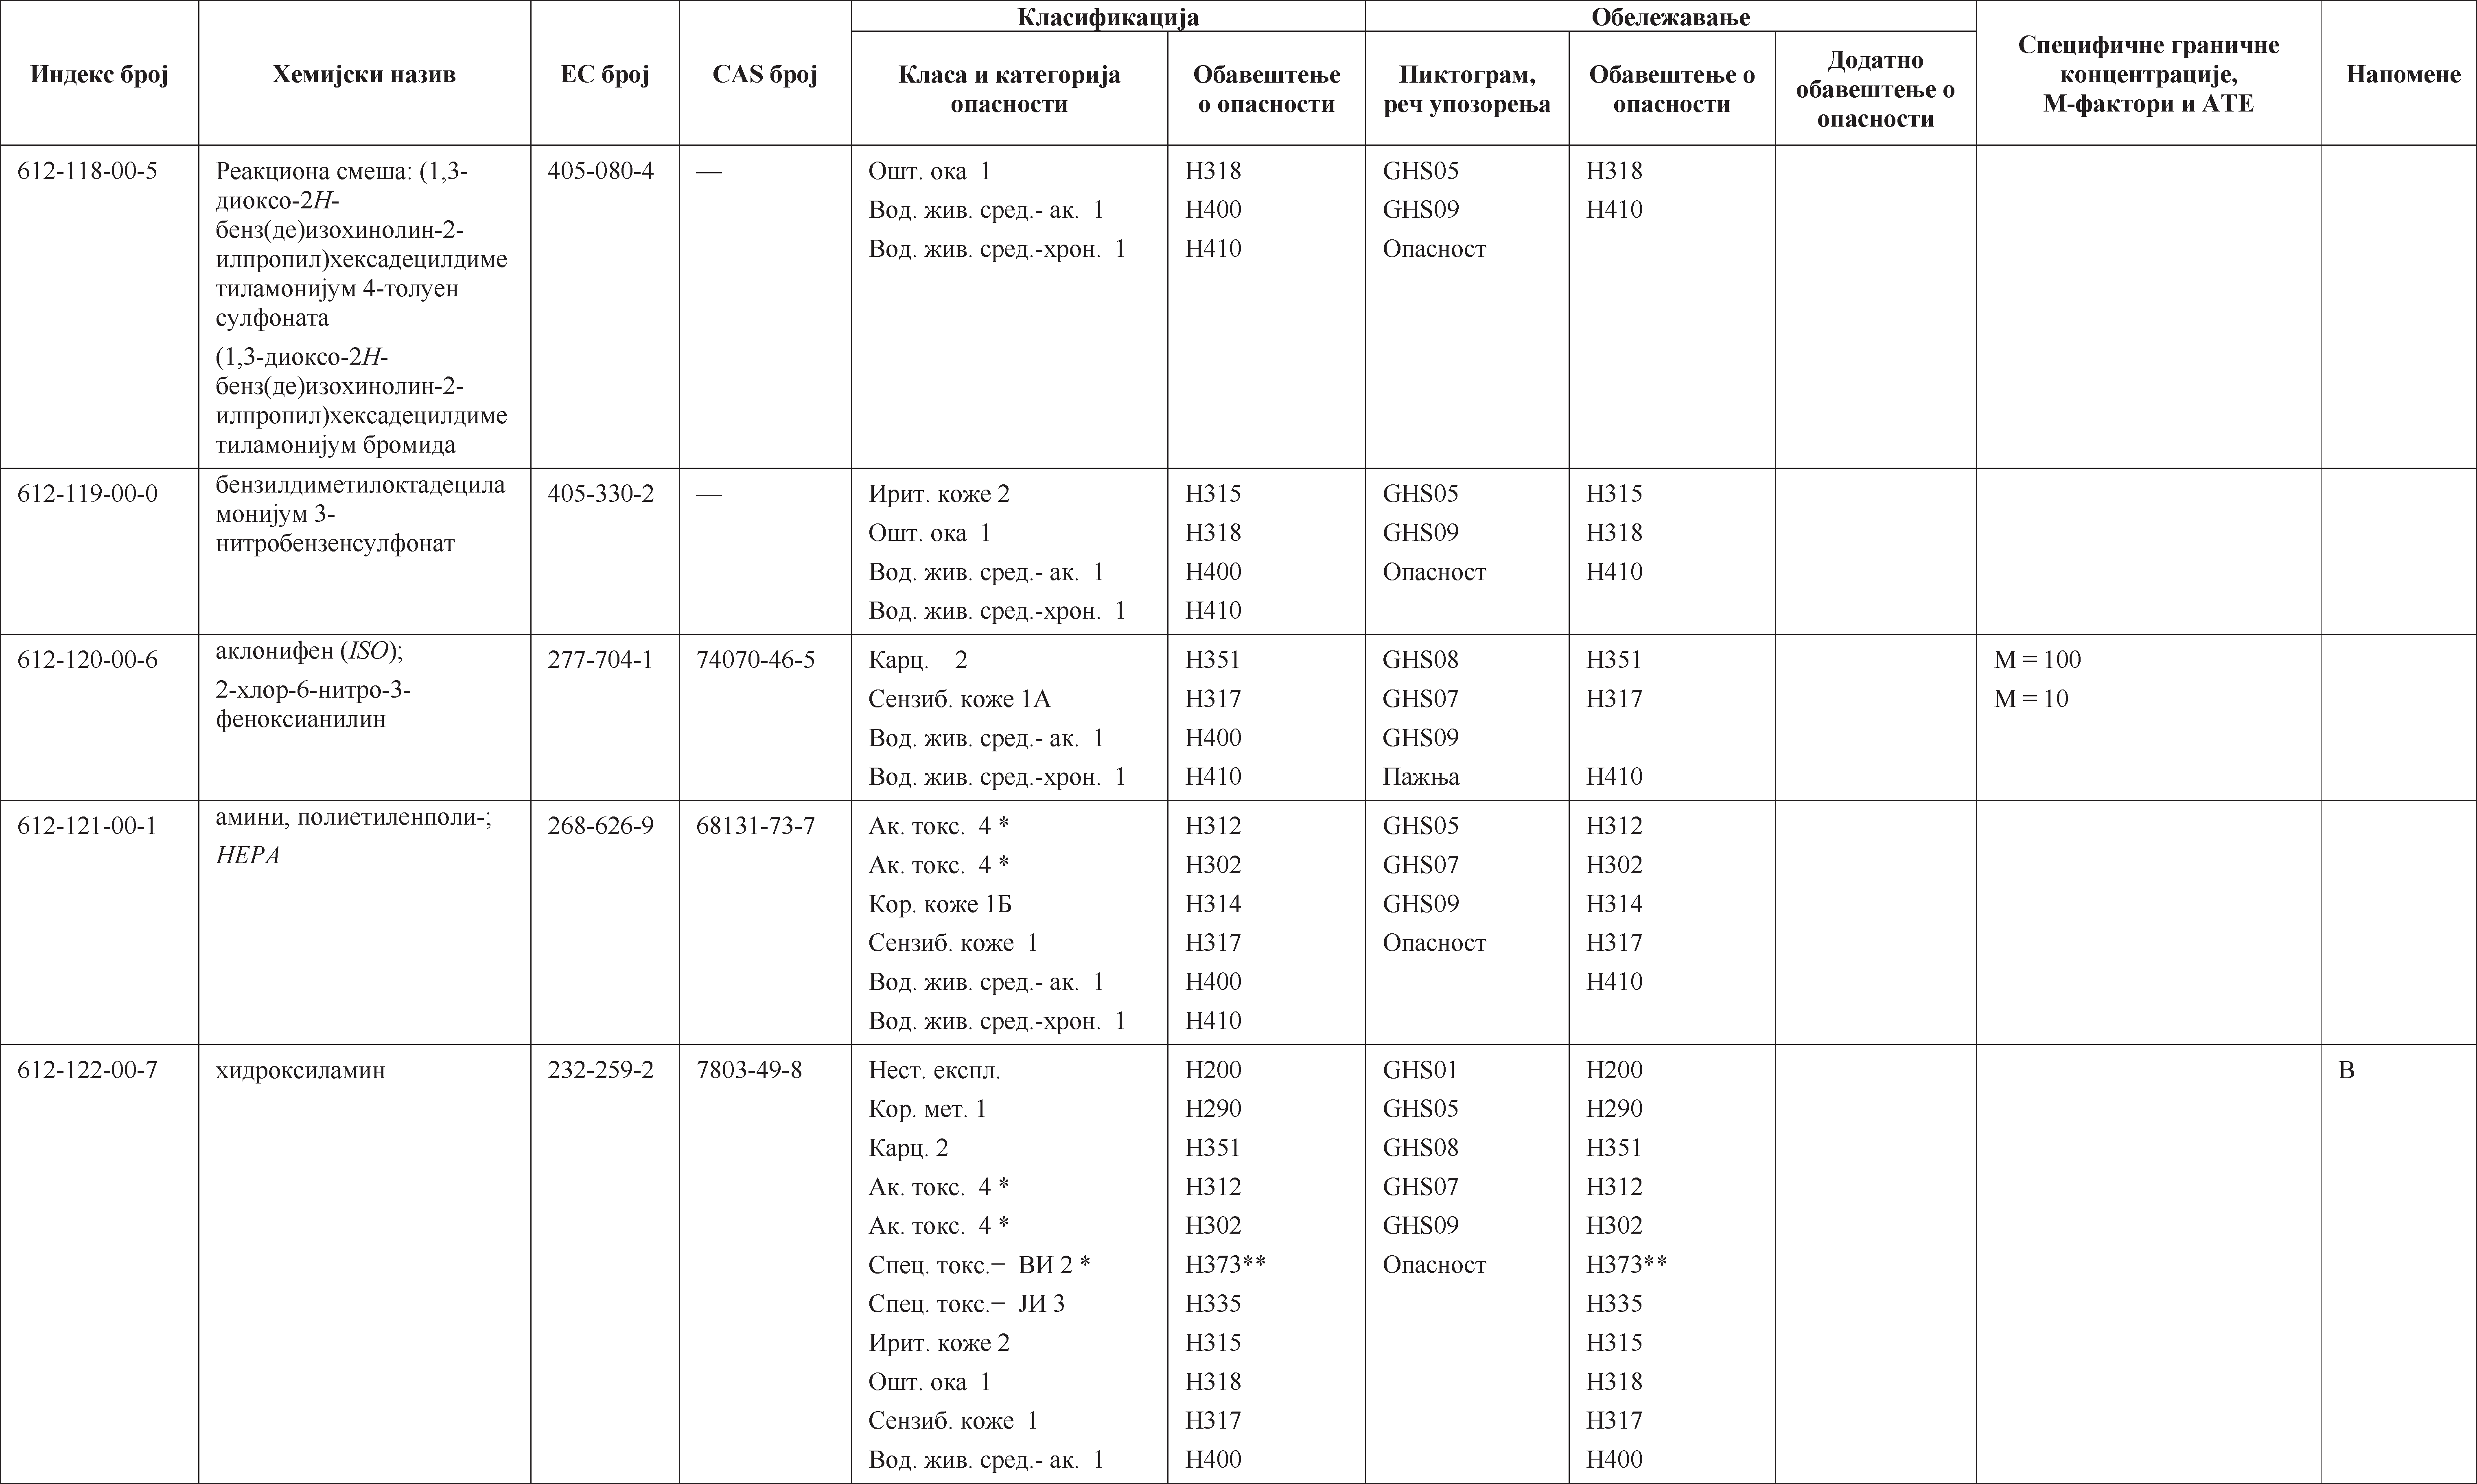 Индекс број
Хемијски назив
ЕС број
CAS број
Класификација
Обележавање
Класа и категорија
опасности
Обавештење
о опасности
Пиктограм,
реч упозорења
Обавештење о
опасности
Додатно
обавештење о
опасности
Специфичне граничне
концентрације,
М-фактори и АТЕ
Напомене
612-118-00-5
Реакциона смеша: (1,3-
диоксо-2H-
бенз(де)изохинолин-2-
илпропил)хексадецилдиме
тиламонијум 4-толуен
сулфоната
(1,3-диоксо-2H-
бенз(де)изохинолин-2-
илпропил)хексадецилдиме
тиламонијум бромида
405-080-4
—
Ошт. ока 1
Вод. жив. сред.- ак. 1
Вод. жив. сред.-хрон. 1
H318
H400
H410
GHS05
GHS09
Опасност
H318
H410
612-119-00-0
бензилдиметилоктадецила
монијум 3-
нитробензенсулфонат
405-330-2
—
Ирит. коже 2
Ошт. ока 1
Вод. жив. сред.- ак. 1
Вод. жив. сред.-хрон. 1
H315
H318
H400
H410
GHS05
GHS09
Опасност
H315
H318
H410
612-120-00-6
аклонифен (ISO);
2-хлор-6-нитро-3-
феноксианилин
277-704-1
74070-46-5
Карц. 2
Сензиб. коже 1А
Вод. жив. сред.- ак. 1
Вод. жив. сред.-хрон. 1
H351
H317
H400
H410
GHS08
GHS07
GHS09
Пажња
H351
H317
H410
M = 100
M = 10
612-121-00-1
амини, полиетиленполи-;
HEPA
268-626-9
68131-73-7
Ак. токс. 4 *
Ак. токс. 4 *
Кор. коже 1Б
Сензиб. коже 1
Вод. жив. сред.- ак. 1
Вод. жив. сред.-хрон. 1
H312
H302
H314
H317
H400
H410
GHS05
GHS07
GHS09
Опасност
H312
H302
H314
H317
H410
612-122-00-7
хидроксиламин
232-259-2
7803-49-8
Нест. експл.
Кор. мет. 1
Карц. 2
Ак. токс. 4 *
Ак. токс. 4 *
Спец. токс.− ВИ 2 *
Спец. токс.− ЈИ 3
Ирит. коже 2
Ошт. ока 1
Сензиб. коже 1
Вод. жив. сред.- ак. 1
H200
H290
H351
H312
H302
H373**
H335
H315
H318
H317
H400
GHS01
GHS05
GHS08
GHS07
GHS09
Опасност
H200
H290
H351
H312
H302
H373**
H335
H315
H318
H317
H400
B